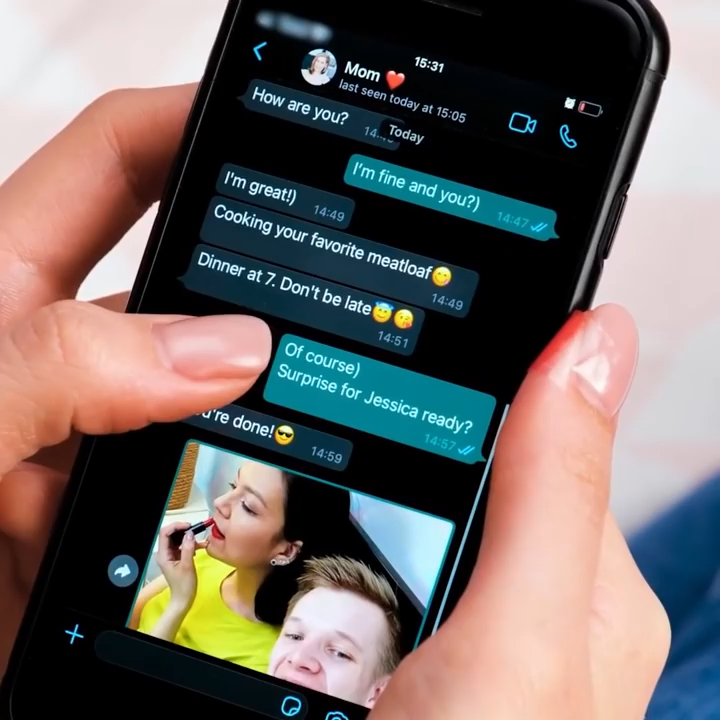 15:31
Mom ❤️
last seen today at 15:05
How are you?
Today
I'm fine and you?)
14:47
I'm great!)
14:49
Cooking your favorite meatloaf😋
14:49
Dinner at 7. Don't be late😇😘
14:51
Of course)
Surprise for Jessica ready?
14:57
're done!😎
14:59